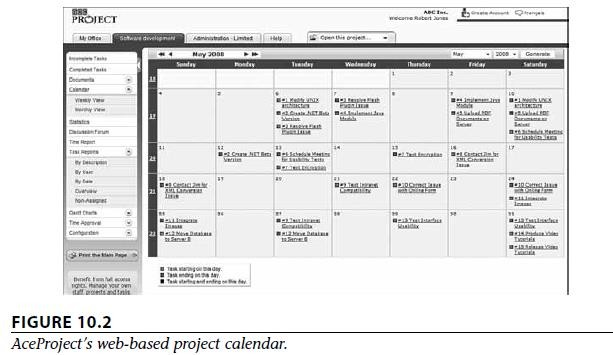 ACE
PROJECT
ABC Inc.
Welcome Robert Jones
Create Account
Français
My Office
Software development
Administration - Limited
Help
Open this project...
Incomplete Tasks
Completed Tasks
Documents
Calendar
Weekly View
Monthly View
Statistics
Discussion Forum
Time Report
Task Reports
By Description
By User
By Date
Overview
Non-Assigned
Gantt Charts
Time Approval
Configuration
Print the Main Page
Benefit from full access
rights. Manage your own
staff, projects and tasks.
May 2008
May
2008
Generate
Sunday Monday Tuesday Wednesday Thursday Friday Saturday
18
1 2 3
19
4 5 6 7 8 9 10
#1 Modify UNIX
architecture
#2 Create .NET Beta
Version
#3 Resolve Flash
Plugin Issue
#3 Resolve Flash
Plugin Issue
#4 Implement Java
Module
#4 Implement Java
Module
#5 Upload PDF
Documents on
Server
#1 Modify UNIX
architecture
#5 Upload PDF
Documents on
Server
#6 Schedule Meeting
for Usability Tests
20
11 12 13 14 15 16 17
#2 Create .NET Beta
Version
#6 Schedule Meeting
for Usability Tests
#7 Test Encryption
#7 Test Encryption
#8 Contact Jim for
XML Conversion
Issue
21
18 19 20 21 22 23 24
#8 Contact Jim for
XML Conversion
Issue
#9 Test Intranet
Compatibility
#10 Correct Issue
with Online Form
#10 Correct Issue
with Online Form
#11 Integrate
Images
22
#11 Integrate
Images
#12 Move Database
to Server B
#9 Test Intranet
Compatibility
#12 Move Database
to Server B
#13 Test Interface
Usability
#13 Test Interface
Usability
#14 Produce Video
Tutorials
#15 Release Video
Tutorials
Task starting on this day.
Task ending on this day.
Task starting and ending on this day.
FIGURE 10.2
AceProject's web-based project calendar.